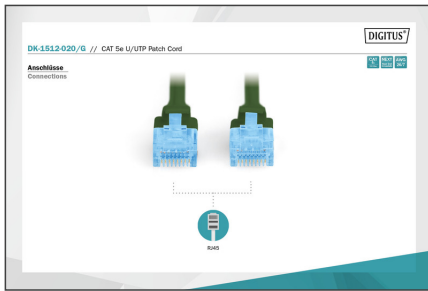 DIGITUS®
DK-1512-020/G // CAT 5e U/UTP Patch Cord
Anschlüsse
Connections
RJ45